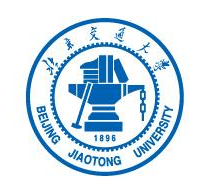 北京交通大学
1896
BEIJING JIAOTONG UNIVERSITY